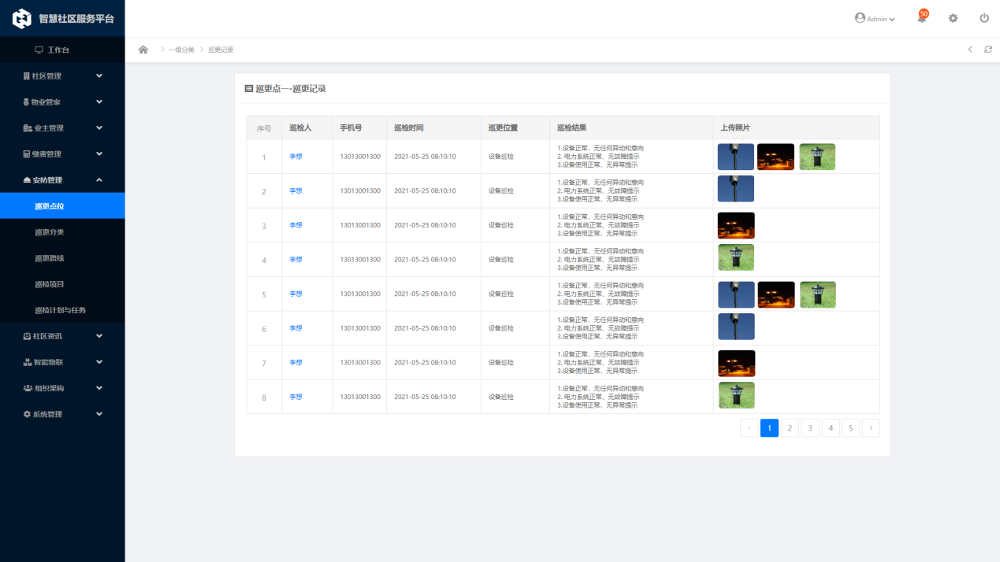 智慧社区服务平台
Admin
50
工作台
一级分类
巡更记录
社区管理
物业管家
业主管理
缴费管理
安防管理
巡更点位
巡更分类
巡更路线
巡检项目
巡检计划与任务
社区资讯
智能物联
组织架构
系统管理
巡更点一-巡更记录
序号 巡检人 手机号 巡检时间 巡更位置 巡检结果 上传照片
1 李想 13013001300 2021-05-25 08:10:10 设备巡检
1.设备正常，无任何异动和意向
2. 电力系统正常、无故障提示
3.设备使用正常，无异常提示
2 李想 13013001300 2021-05-25 08:10:10 设备巡检
1.设备正常，无任何异动和意向
2. 电力系统正常、无故障提示
3.设备使用正常，无异常提示
3 李想 13013001300 2021-05-25 08:10:10 设备巡检
1.设备正常，无任何异动和意向
2. 电力系统正常、无故障提示
3.设备使用正常，无异常提示
4 李想 13013001300 2021-05-25 08:10:10 设备巡检
1.设备正常，无任何异动和意向
2. 电力系统正常、无故障提示
3.设备使用正常，无异常提示
5 李想 13013001300 2021-05-25 08:10:10 设备巡检
1.设备正常，无任何异动和意向
2. 电力系统正常、无故障提示
3.设备使用正常，无异常提示
6 李想 13013001300 2021-05-25 08:10:10 设备巡检
1.设备正常，无任何异动和意向
2. 电力系统正常、无故障提示
3.设备使用正常，无异常提示
7 李想 13013001300 2021-05-25 08:10:10 设备巡检
1.设备正常，无任何异动和意向
2. 电力系统正常、无故障提示
3.设备使用正常，无异常提示
8 李想 13013001300 2021-05-25 08:10:10 设备巡检
1.设备正常，无任何异动和意向
2. 电力系统正常、无故障提示
3.设备使用正常，无异常提示
1 2 3 4 5